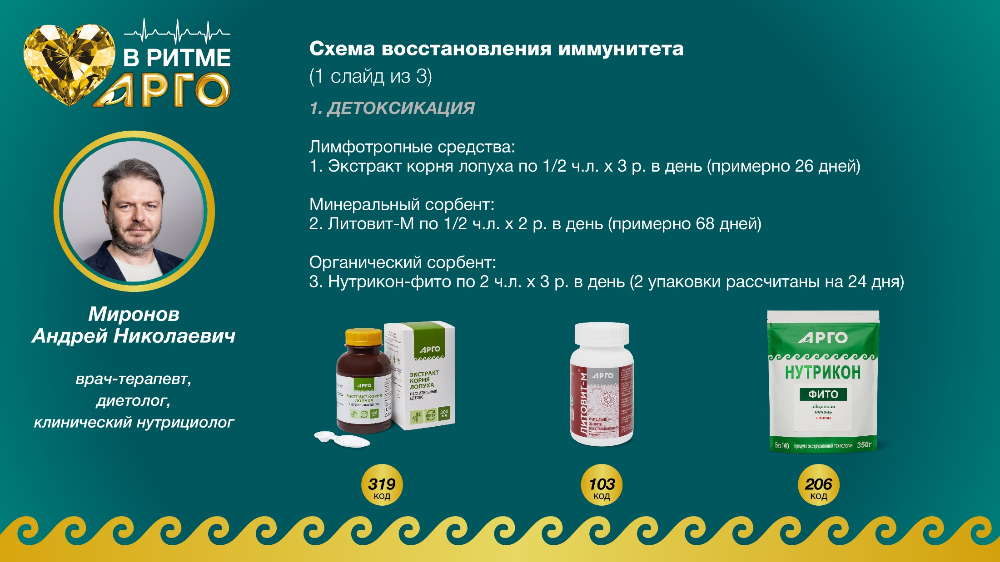 В РИТМЕ
АРГО
Схема восстановления иммунитета
(1 слайд из 3)
1. ДЕТОКСИКАЦИЯ
Лимфотропные средства:
1. Экстракт корня лопуха по 1/2 ч.л. х 3 р. в день (примерно 26 дней)
Минеральный сорбент:
2. Литовит-М по 1/2 ч.л. х 2 р. в день (примерно 68 дней)
Органический сорбент:
3. Нутрикон-фито по 2 ч.л. х 3 р. в день (2 упаковки рассчитаны на 24 дня)
Миронов
Андрей Николаевич
врач-терапевт,
диетолог,
клинический нутрициолог
АРГО
ЭКСТРАКТ КОРНЯ
ЛОПУХА
РАСТИТЕЛЬНЫЙ ДЕТОКС
DETOX
200
МЛ
АРГО
ЭКСТРАКТ
КОРНЯ
ЛОПУХА
РАСТИТЕЛЬНЫЙ
ДЕТОКС
DETOX
200
МЛ
АРГО
ЛИТОВИТ-М
ОЧИЩЕНИЕ
ЗАЩИТА
ВОССТАНОВЛЕНИЕ
порошок
АРГО
НУТРИКОН
ФИТО
здоровая
печень
ГРАНУЛЫ
Без ГМО
продукт экструзионной технологии
350г
319
код
103
код
206
код